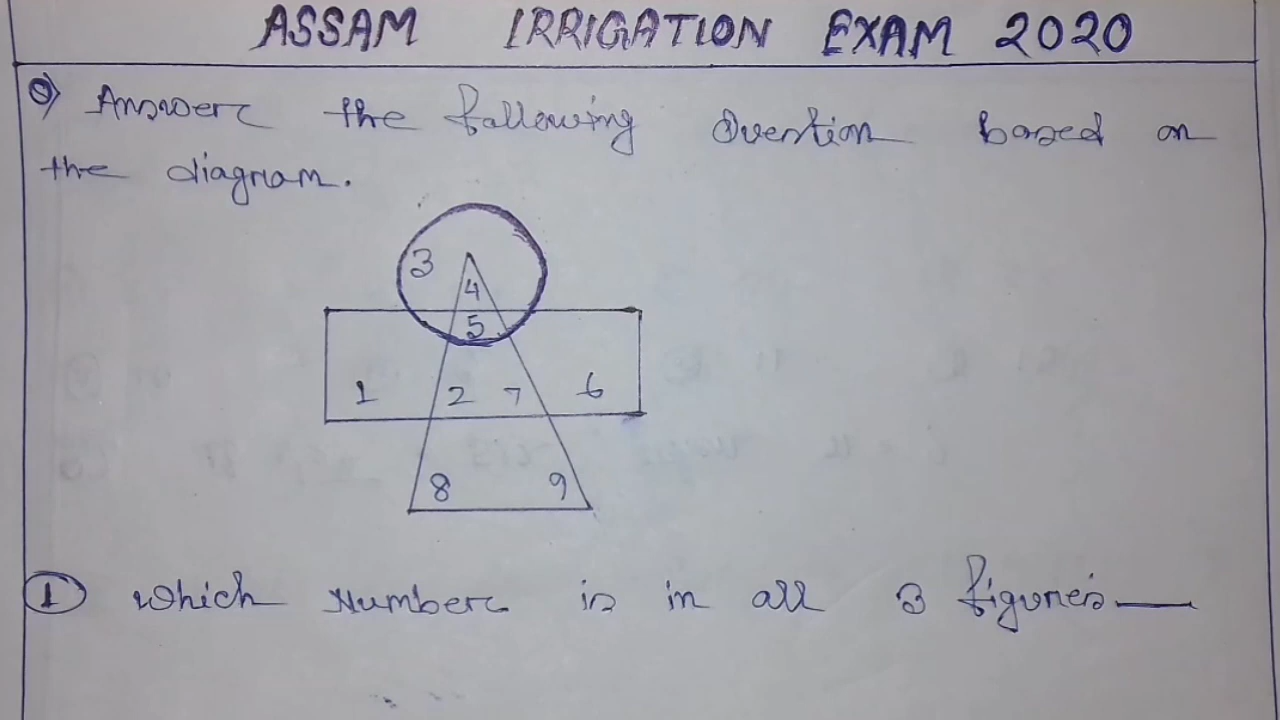 ASSAM IRRIGATION EXAM 2020
Q) Answer the following Question based on
the diagram.
3
4
5
1 2 7 6
8 9
1 which Number is in all 3 figures —